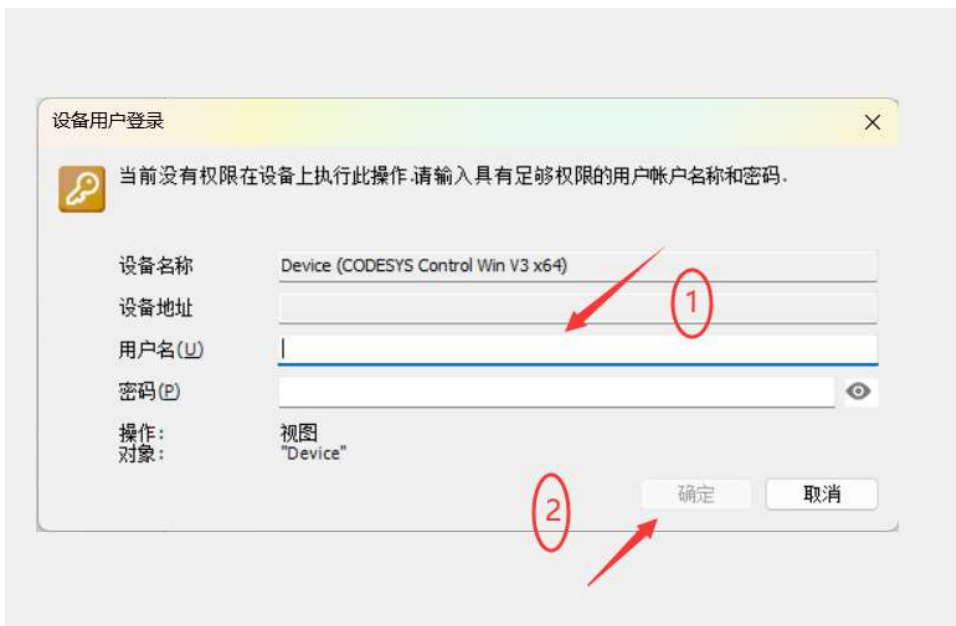 设备用户登录
当前没有权限在设备上执行此操作.请输入具有足够权限的用户帐户名称和密码.
设备名称 Device (CODESYS Control Win V3 x64)
设备地址
1
用户名(U)
密码(P)
操作: 视图
对象: "Device"
确定 取消
2